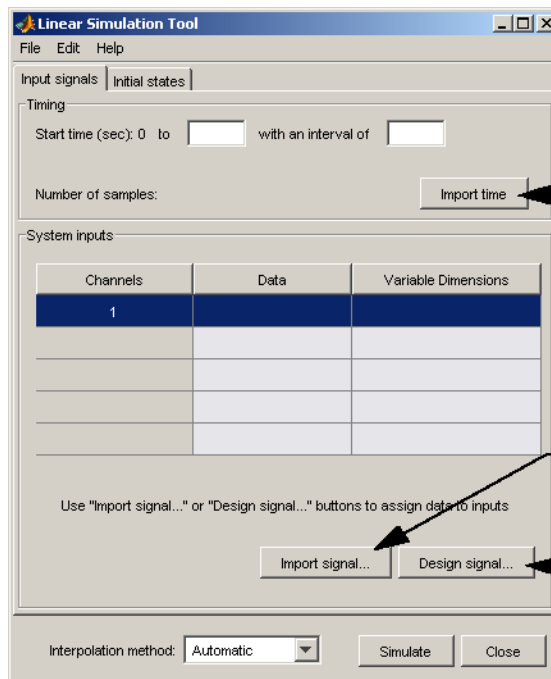 Linear Simulation Tool
File Edit Help
Input signals Initial states
Timing
Start time (sec): 0 to with an interval of
Number of samples: Import time
System inputs
Channels Data Variable Dimensions
1
Use "Import signal..." or "Design signal..." buttons to assign data to inputs
Import signal... Design signal...
Interpolation method: Automatic Simulate Close